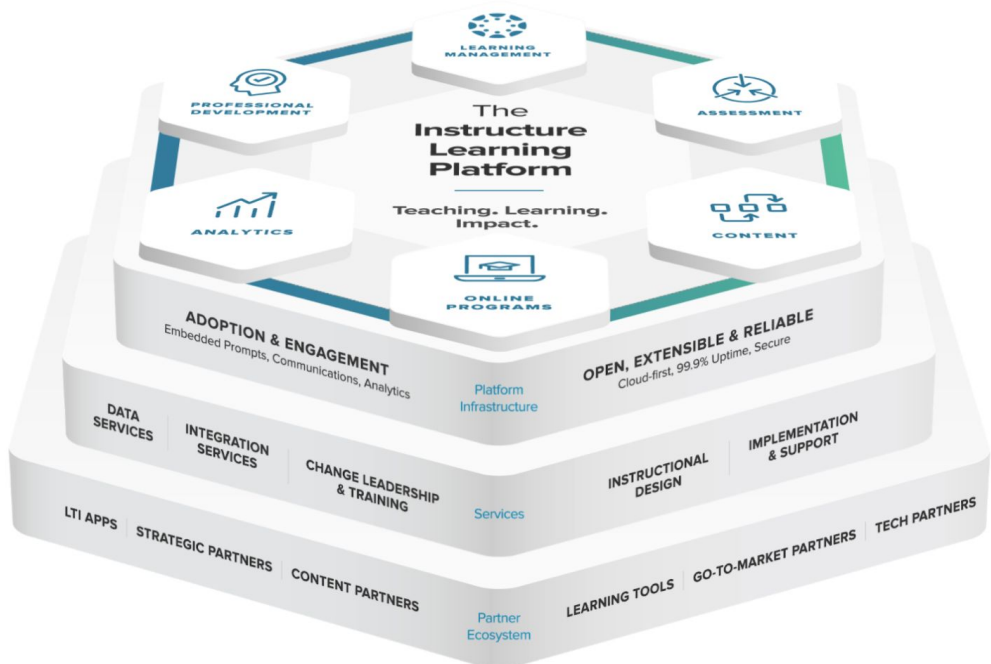 LEARNING
MANAGEMENT
PROFESSIONAL
DEVELOPMENT
ASSESSMENT
The
Instructure
Learning
Platform
Teaching. Learning.
Impact.
ANALYTICS
CONTENT
ONLINE
PROGRAMS
ADOPTION & ENGAGEMENT
Embedded Prompts, Communications, Analytics
Platform
Infrastructure
OPEN, EXTENSIBLE & RELIABLE
Cloud-first, 99.9% Uptime, Secure
DATA
SERVICES
INTEGRATION
SERVICES
CHANGE LEADERSHIP
& TRAINING
Services
INSTRUCTIONAL
DESIGN
IMPLEMENTATION
& SUPPORT
LTI APPS
STRATEGIC PARTNERS
CONTENT PARTNERS
Partner
Ecosystem
LEARNING TOOLS
GO-TO-MARKET PARTNERS
TECH PARTNERS